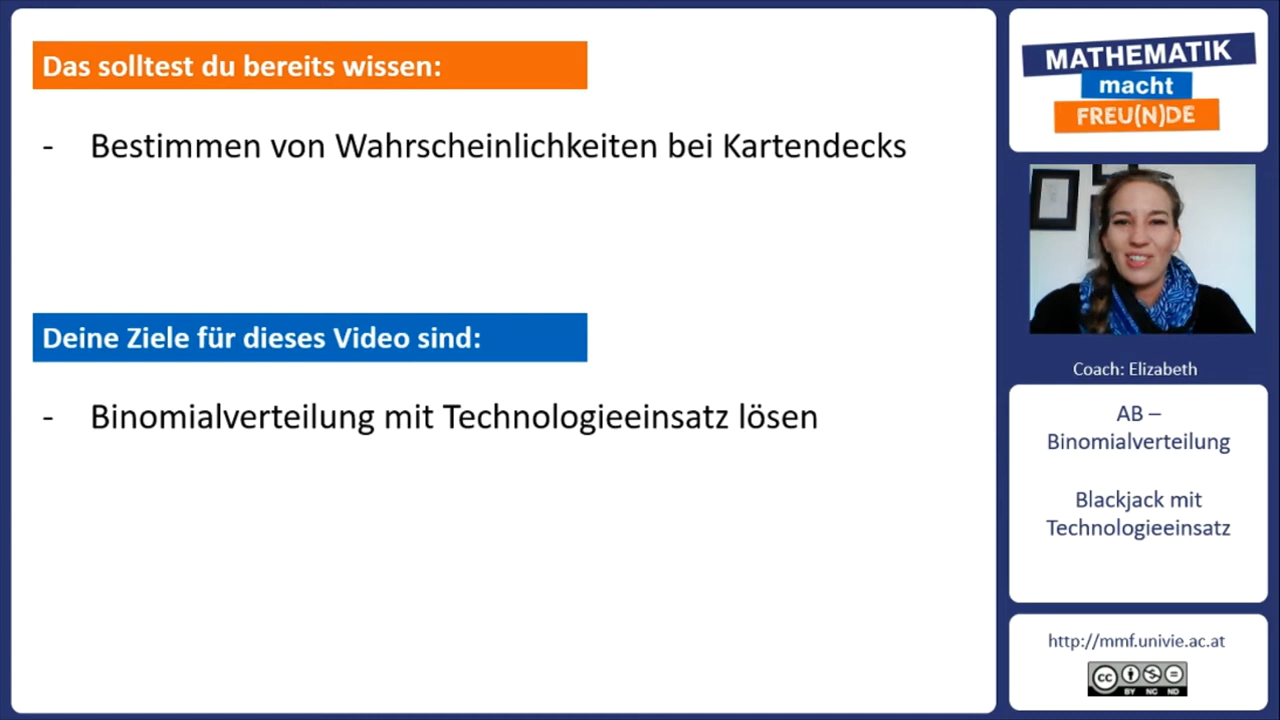 Das solltest du bereits wissen:
- Bestimmen von Wahrscheinlichkeiten bei Kartendecks
Deine Ziele für dieses Video sind:
- Binomialverteilung mit Technologieeinsatz lösen
MATHEMATIK
macht
FREU(N)DE
Coach: Elizabeth
AB –
Binomialverteilung
Blackjack mit
Technologieeinsatz
http://mmf.univie.ac.at
cc
BY NC ND